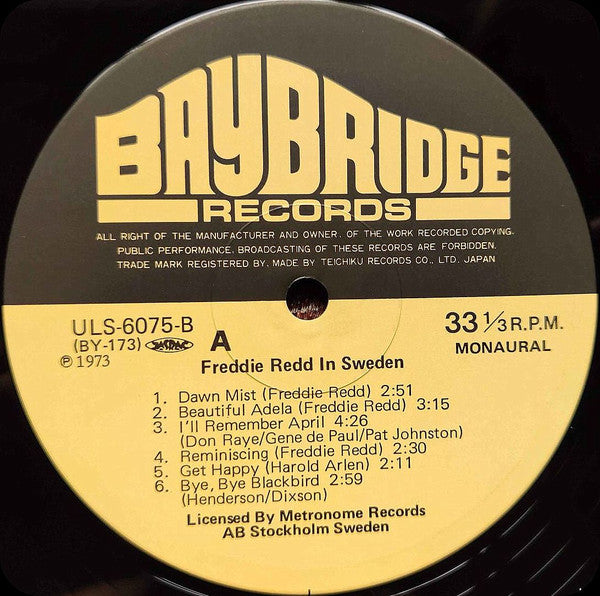 BAYBRIDGE
RECORDS
ALL RIGHT OF THE MANUFACTURER AND OWNER, OF THE WORK RECORDED COPYING.
PUBLIC PERFORMANCE, BROADCASTING OF THESE RECORDS ARE FORBIDDEN.
TRADE MARK REGISTERED BY, MADE BY TEICHIKU RECORDS CO., LTD. JAPAN
ULS-6075-B A 33 1/3 R.P.M.
(BY-173) JASRAC MONAURAL
Ⓟ 1973
Freddie Redd In Sweden
1. Dawn Mist (Freddie Redd) 2:51
2. Beautiful Adela (Freddie Redd) 3:15
3. I'll Remember April 4:26
(Don Raye/Gene de Paul/Pat Johnston)
4. Reminiscing (Freddie Redd) 2:30
5. Get Happy (Harold Arlen) 2:11
6. Bye, Bye Blackbird 2:59
(Henderson/Dixson)
Licensed By Metronome Records
AB Stockholm Sweden